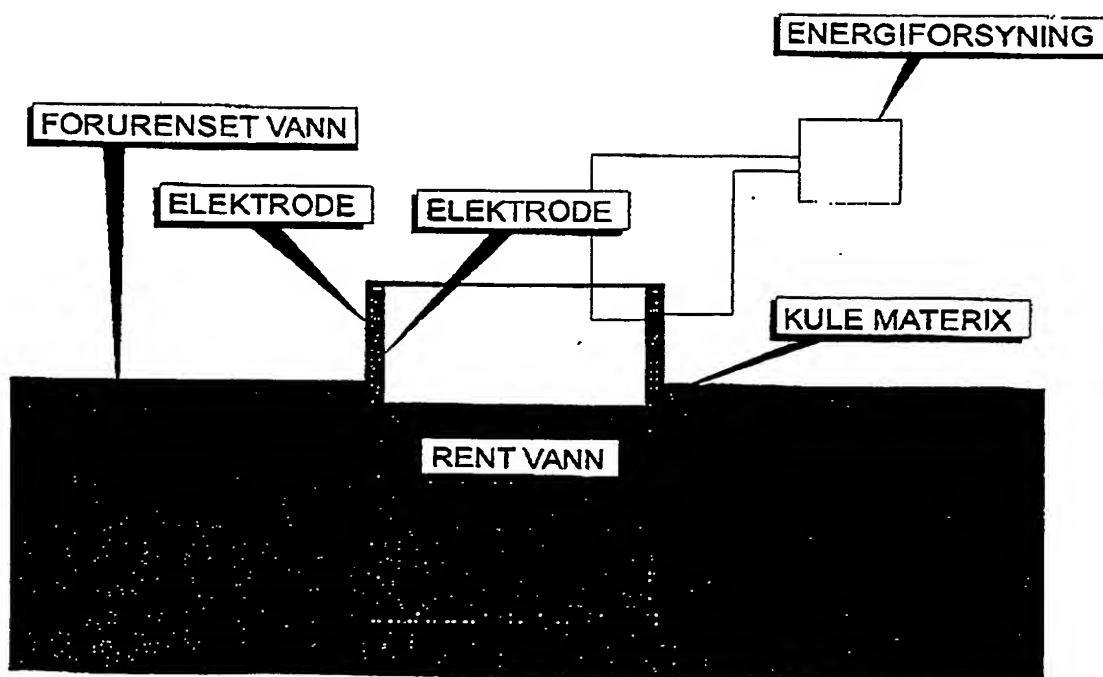 ENERGIFORSYNING
FORURENSET VANN
ELEKTRODE
ELEKTRODE
KULE MATERIX
RENT VANN